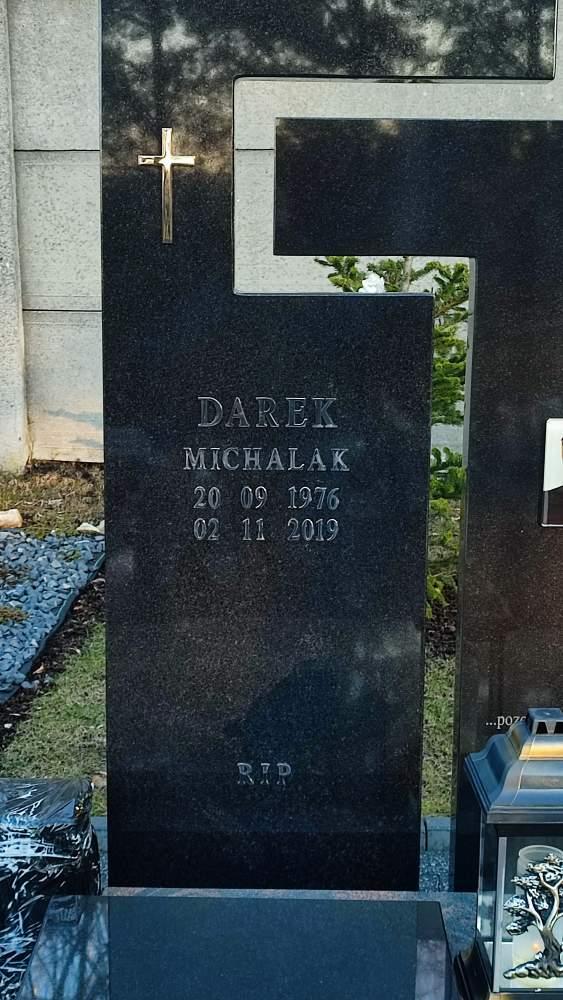 DAREK
MICHALAK
20 09 1976
02 11 2019
RIP